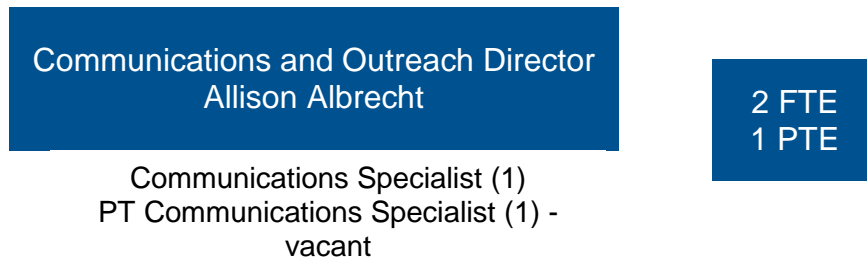 Communications and Outreach Director
Allison Albrecht
2 FTE
1 PTE
Communications Specialist (1)
PT Communications Specialist (1) -
vacant